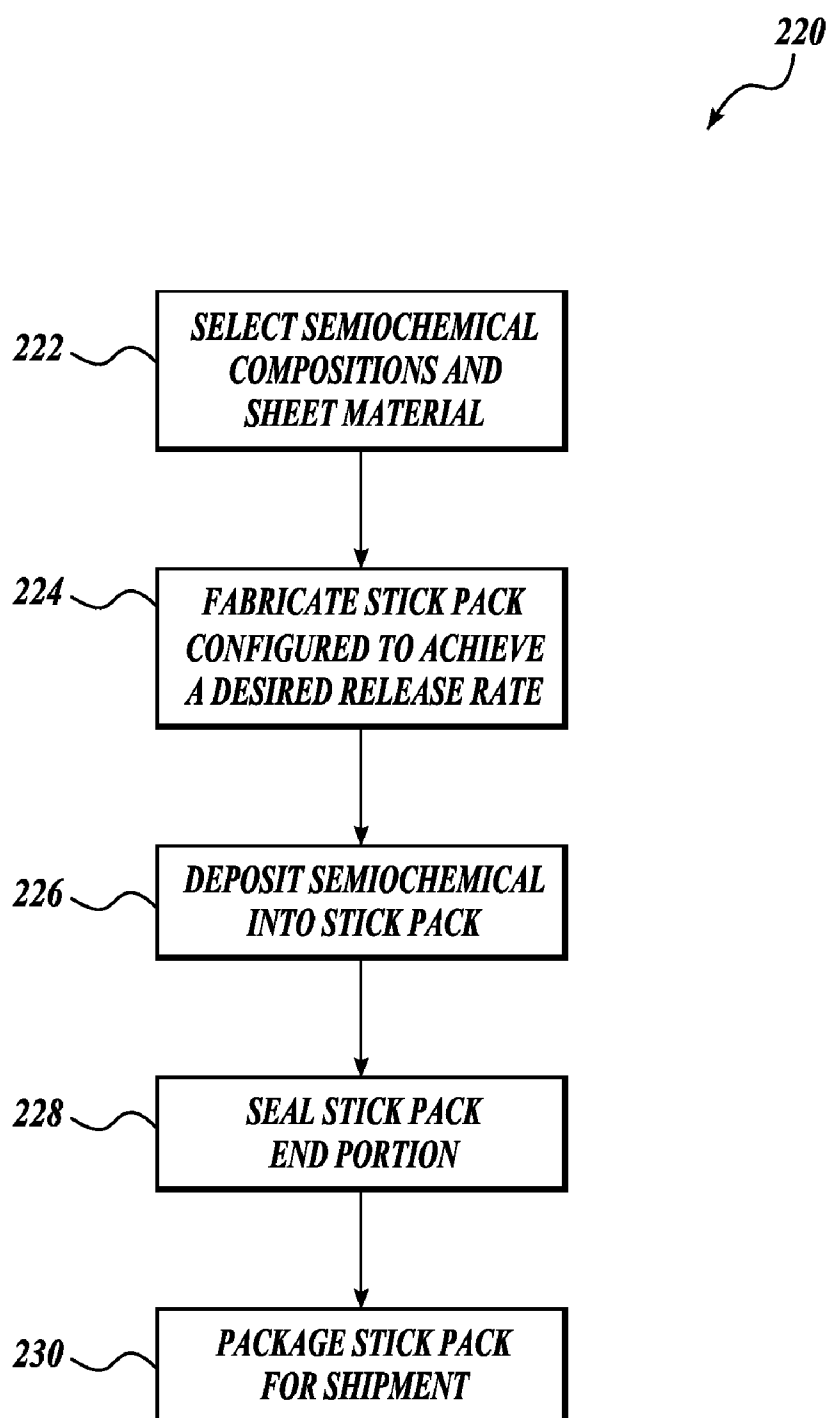 220
222
SELECT SEMIOCHEMICAL
COMPOSITIONS AND
SHEET MATERIAL
224
FABRICATE STICK PACK
CONFIGURED TO ACHIEVE
A DESIRED RELEASE RATE
226
DEPOSIT SEMIOCHEMICAL
INTO STICK PACK
228
SEAL STICK PACK
END PORTION
230
PACKAGE STICK PACK
FOR SHIPMENT